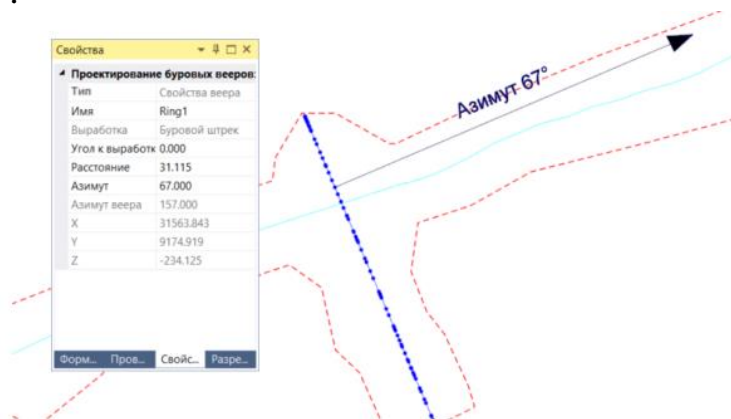 Свойства
Проектирование буровых вееров:
Тип Свойства веера
Имя Ring1
Выработка Буровой штрек
Угол к выработк 0.000
Расстояние 31.115
Азимут 67.000
Азимут веера 157.000
X 31563.843
Y 9174.919
Z -234.125
Форм... Пров... Свойс... Разре...
Азимут 67°